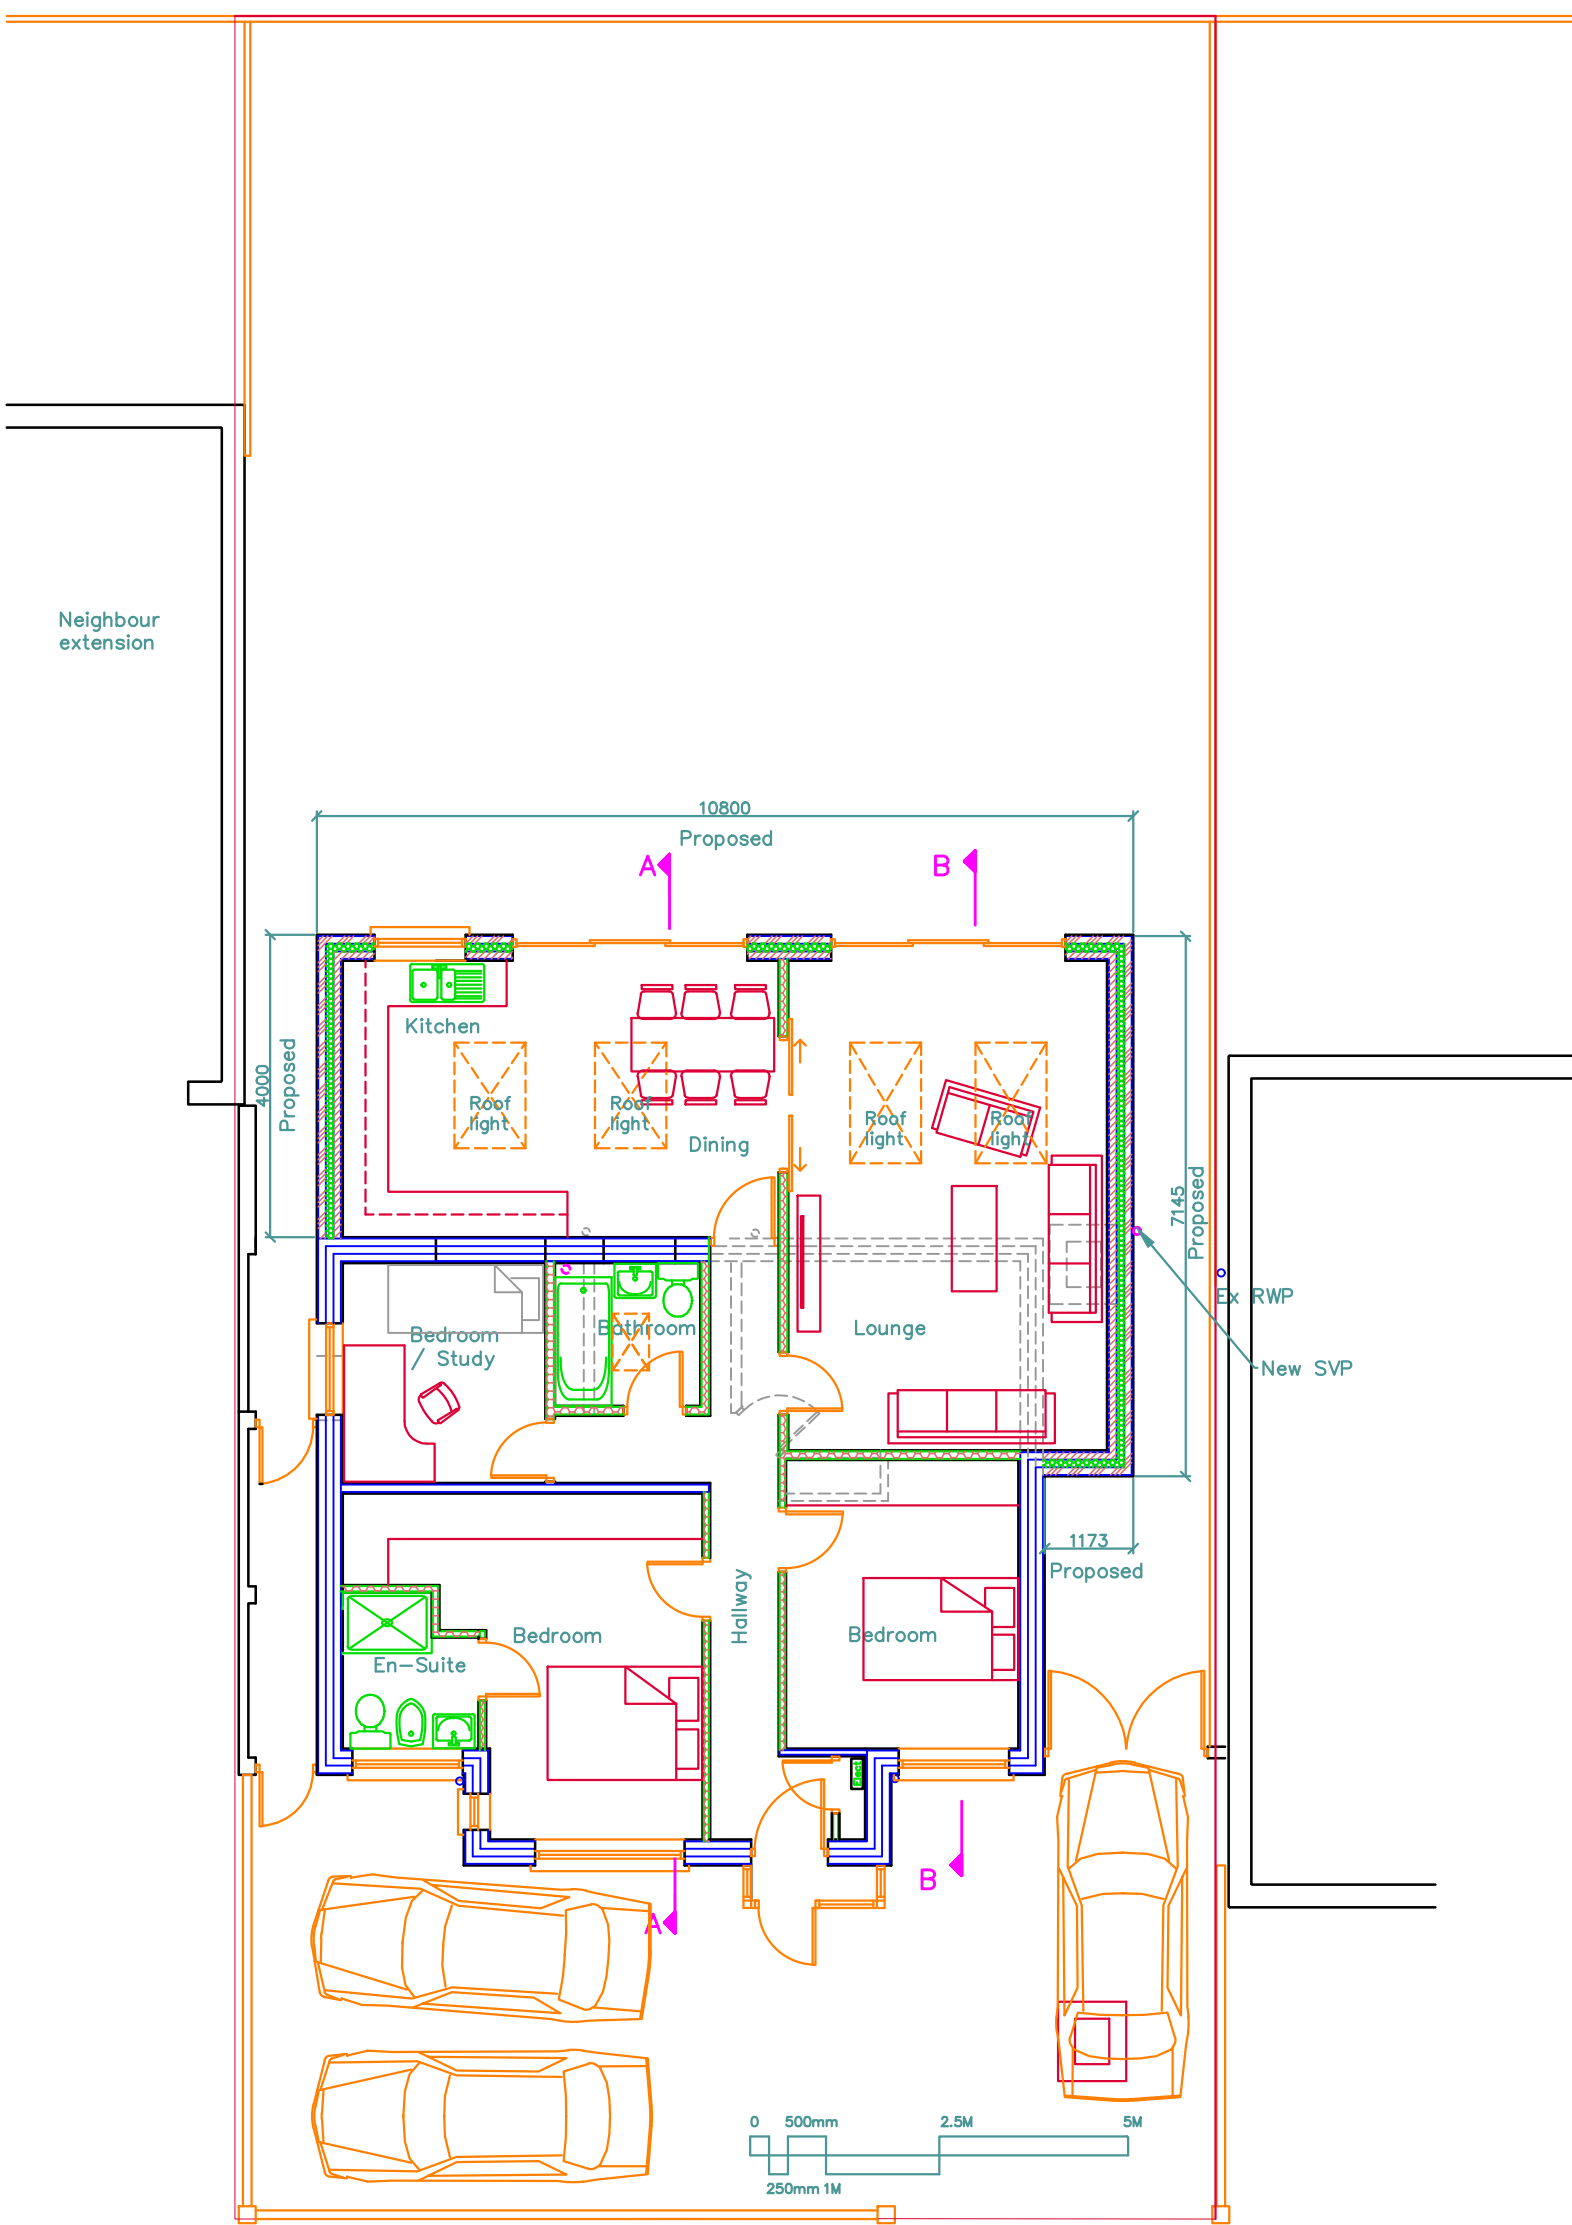 Neighbour
extension
10800
Proposed
A
B
Kitchen
4000
Proposed
Roof
light
Roof
light
Roof
light
Roof
light
Dining
7145
Proposed
Ex RWP
Bedroom
/ Study
Bathroom
Lounge
New SVP
1173
Proposed
Hallway
Bedroom
Bedroom
En-Suite
Elect
B
A
0 500mm 2.5M 5M
250mm 1M